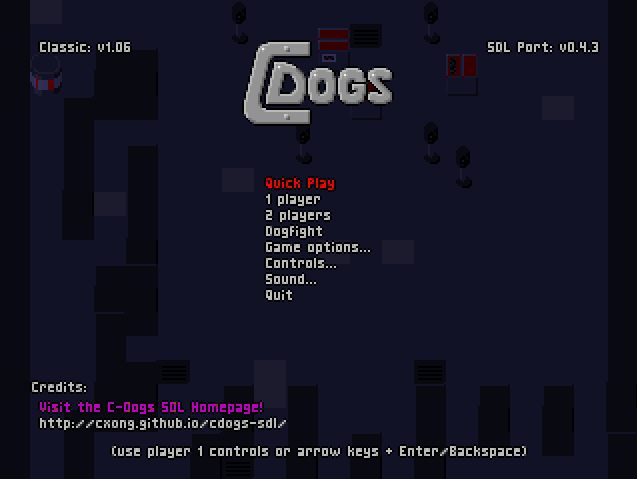 Classic: v1.06
SDL Port: v0.4.3
CDOGS
Quick Play
1 player
2 players
Dogfight
Game options...
Controls...
Sound...
Quit
Credits:
Visit the C-Dogs SDL Homepage!
http://cxong.github.io/cdogs-sdl/
(use player 1 controls or arrow keys + Enter/Backspace)